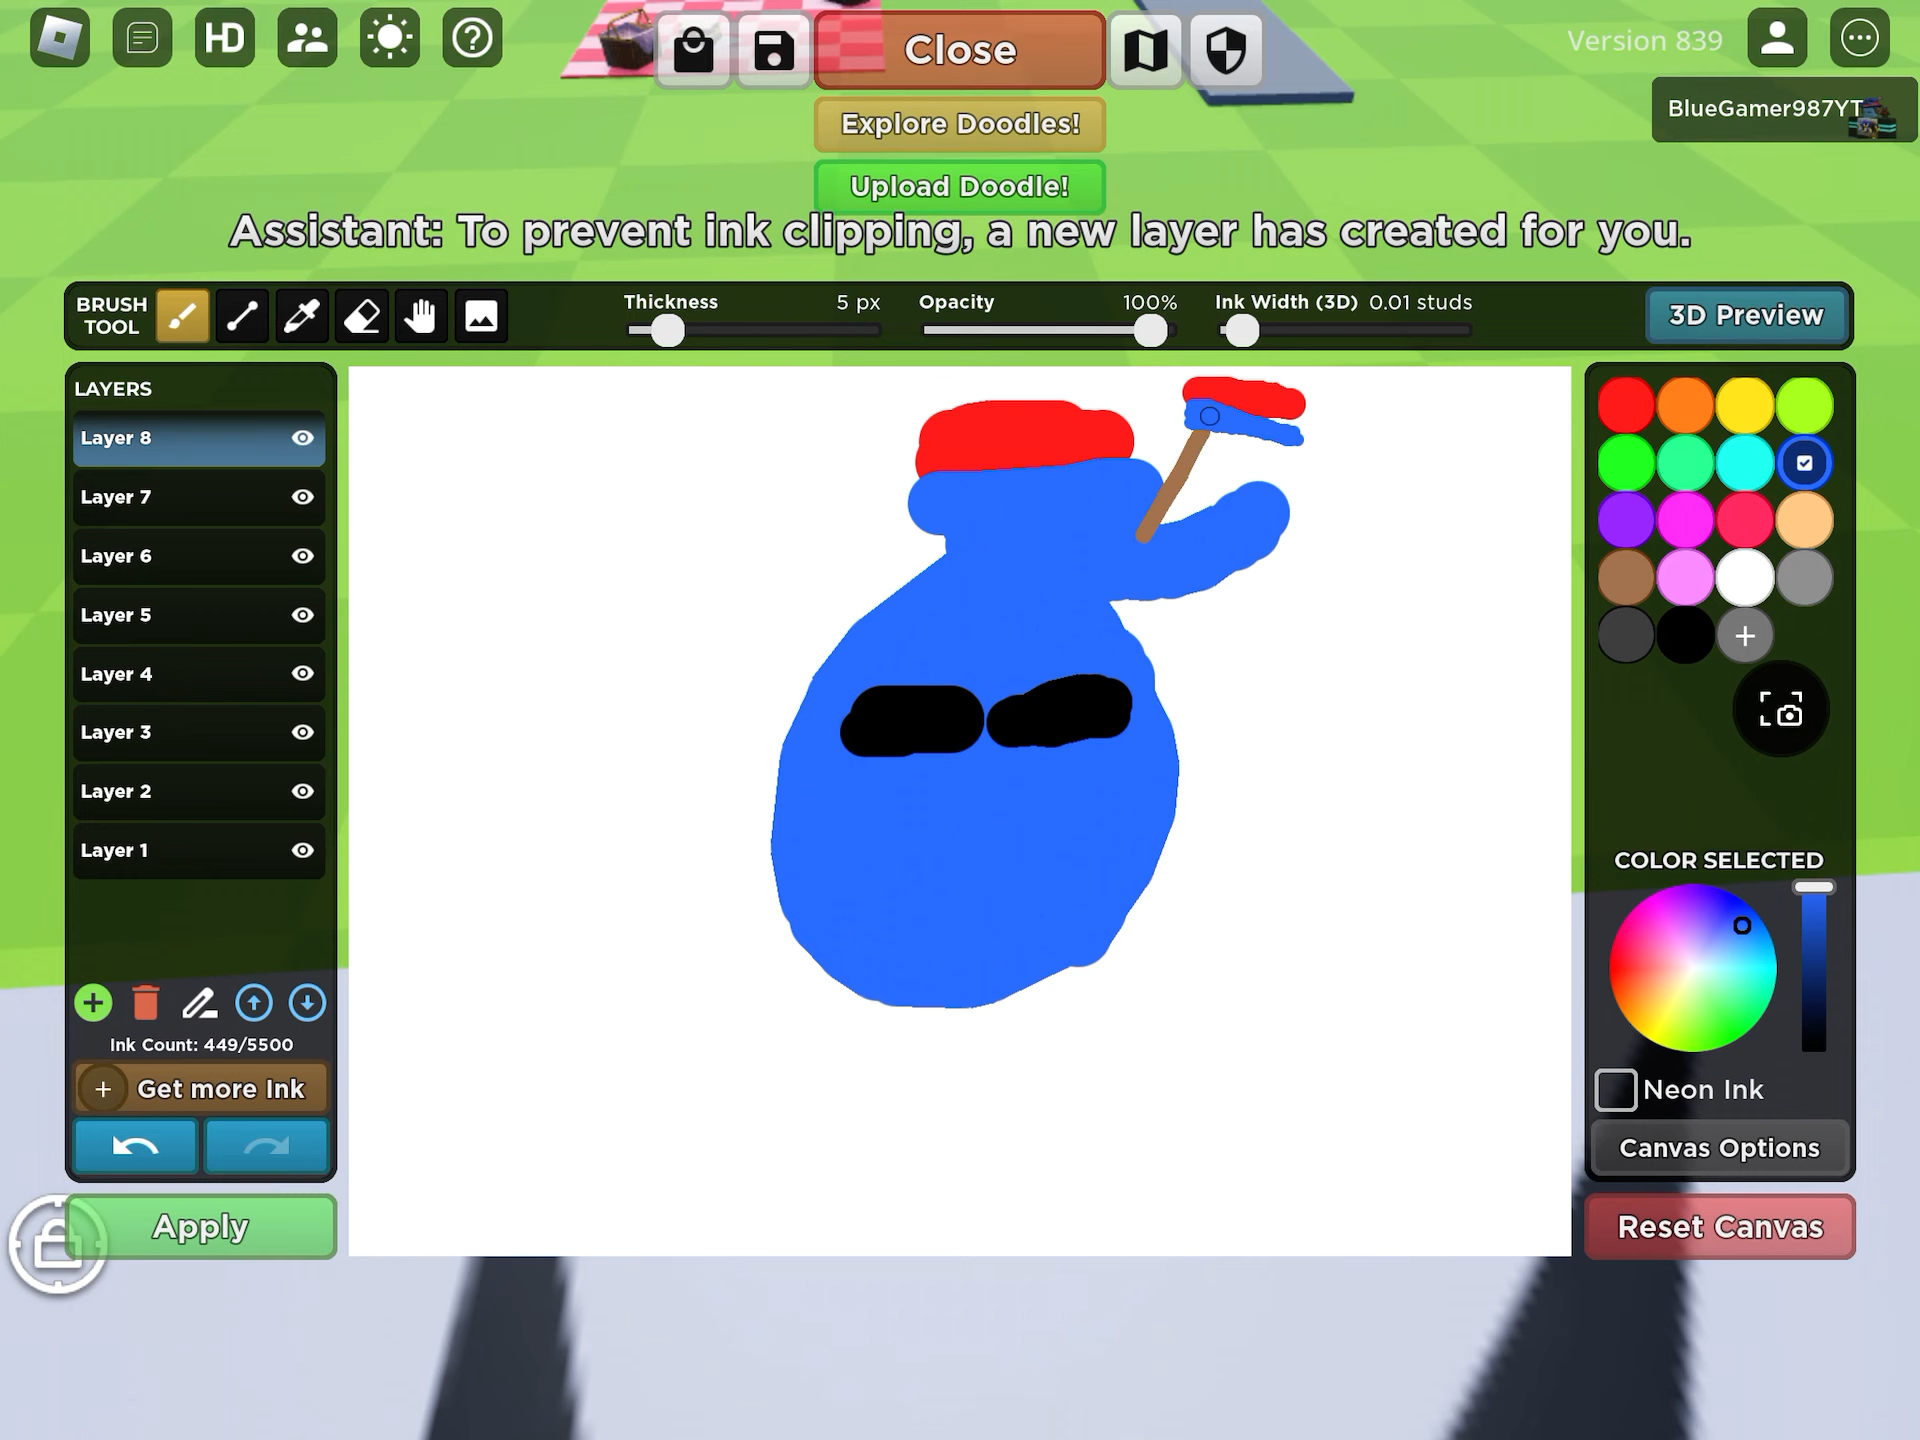 HD
Close
Version 839
BlueGamer987YT
Explore Doodles!
Upload Doodle!
Assistant: To prevent ink clipping, a new layer has created for you.
BRUSH
TOOL
Thickness 5 px
Opacity 100%
Ink Width (3D) 0.01 studs
3D Preview
LAYERS
Layer 8
Layer 7
Layer 6
Layer 5
Layer 4
Layer 3
Layer 2
Layer 1
Ink Count: 449/5500
+ Get more Ink
Apply
COLOR SELECTED
Neon Ink
Canvas Options
Reset Canvas